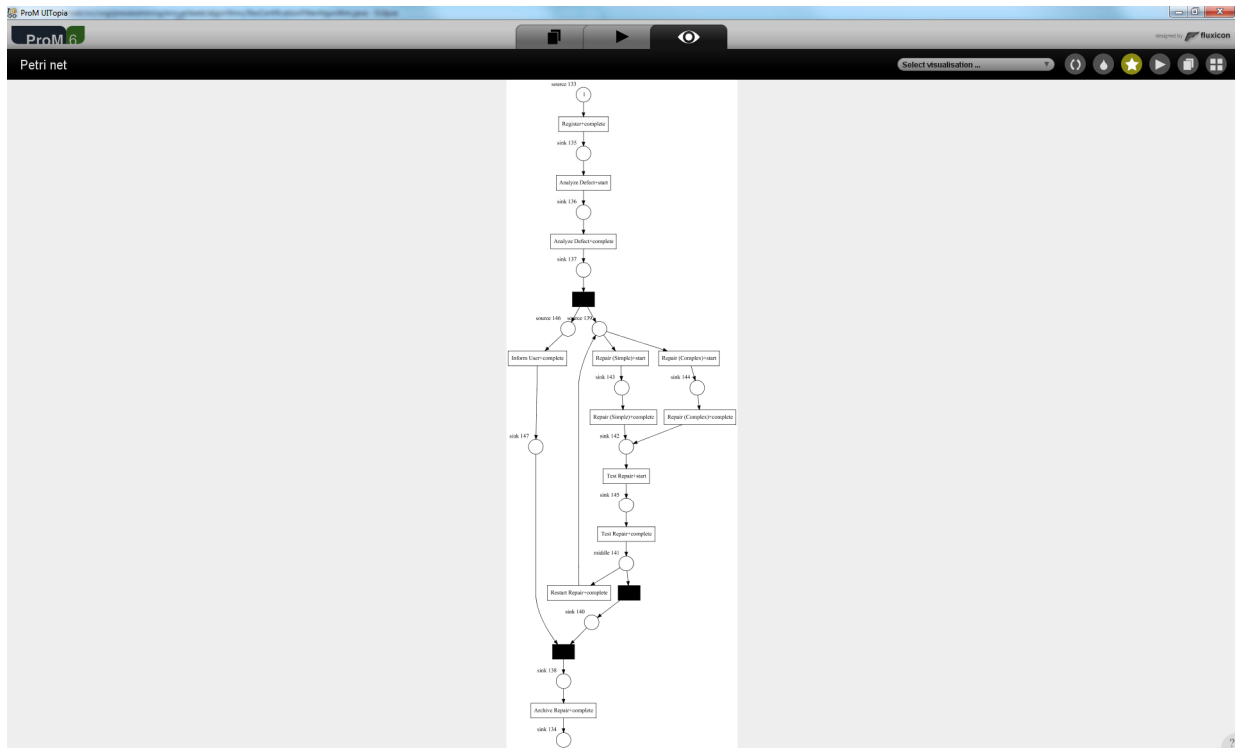 ProM UITopia
ProM 6
designed by fluxicon
Petri net
Select visualisation ...
source 133
1
Register+complete
sink 135
Analyze Defect+start
sink 136
Analyze Defect+complete
sink 137
source 146
source 139
Inform User+complete
Repair (Simple)+start
Repair (Complex)+start
sink 143
sink 144
Repair (Simple)+complete
Repair (Complex)+complete
sink 147
sink 142
Test Repair+start
sink 145
Test Repair+complete
middle 141
Restart Repair+complete
sink 140
sink 138
Archive Repair+complete
sink 134
?